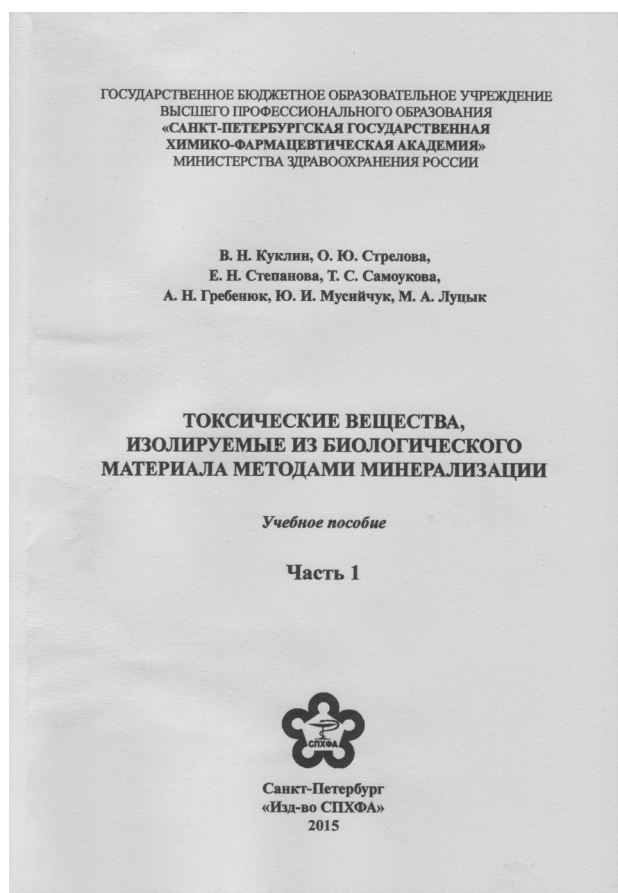 ГОСУДАРСТВЕННОЕ БЮДЖЕТНОЕ ОБРАЗОВАТЕЛЬНОЕ УЧРЕЖДЕНИЕ
ВЫСШЕГО ПРОФЕССИОНАЛЬНОГО ОБРАЗОВАНИЯ
«САНКТ-ПЕТЕРБУРГСКАЯ ГОСУДАРСТВЕННАЯ
ХИМИКО-ФАРМАЦЕВТИЧЕСКАЯ АКАДЕМИЯ»
МИНИСТЕРСТВА ЗДРАВООХРАНЕНИЯ РОССИИ
В. Н. Куклин, О. Ю. Стрелова,
Е. Н. Степанова, Т. С. Самоукова,
А. Н. Гребенюк, Ю. И. Мусийчук, М. А. Луцык
ТОКСИЧЕСКИЕ ВЕЩЕСТВА,
ИЗОЛИРУЕМЫЕ ИЗ БИОЛОГИЧЕСКОГО
МАТЕРИАЛА МЕТОДАМИ МИНЕРАЛИЗАЦИИ
Учебное пособие
Часть 1
СПХФА
Санкт-Петербург
«Изд-во СПХФА»
2015